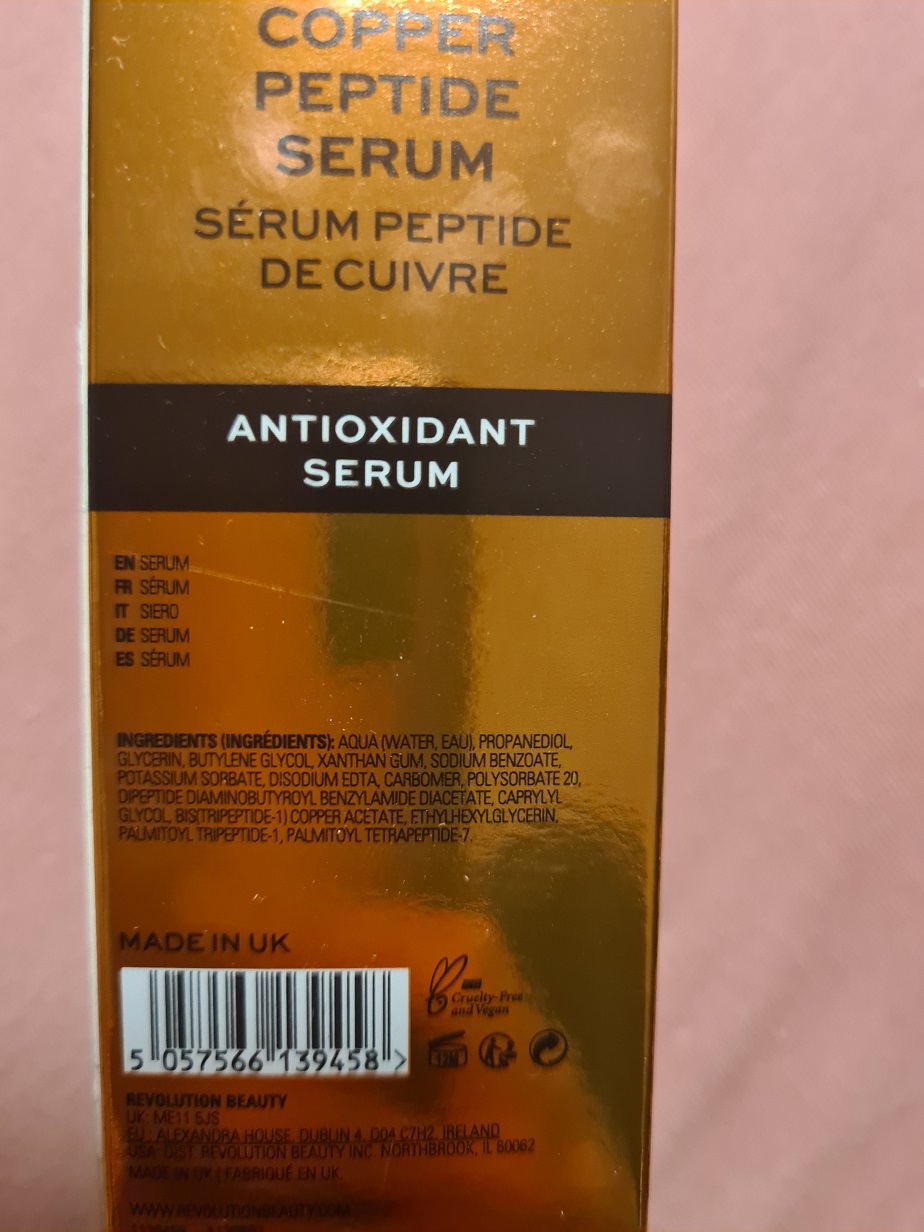 COPPER
PEPTIDE
SERUM
SÉRUM PEPTIDE
DE CUIVRE
ANTIOXIDANT
SERUM
EN SERUM
FR SÉRUM
IT SIERO
DE SERUM
ES SÉRUM
INGREDIENTS (INGRÉDIENTS): AQUA (WATER, EAU), PROPANEDIOL,
GLYCERIN, BUTYLENE GLYCOL, XANTHAN GUM, SODIUM BENZOATE,
POTASSIUM SORBATE, DISODIUM EDTA, CARBOMER, POLYSORBATE 20,
DIPEPTIDE DIAMINOBUTYROYL BENZYLAMIDE DIACETATE, CAPRYLYL
GLYCOL, BIS(TRIPEPTIDE-1) COPPER ACETATE, ETHYLHEXYLGLYCERIN,
PALMITOYL TRIPEPTIDE-1, PALMITOYL TETRAPEPTIDE-7.
MADE IN UK
Cruelty-Free
and Vegan
5 057566 139458 >
12M
REVOLUTION BEAUTY
UK: ME11 5JS
EU: ALEXANDRA HOUSE, DUBLIN 4, D04 C7H2, IRELAND
USA: DIST. REVOLUTION BEAUTY INC. NORTHBROOK, IL 60062
MADE IN UK | FABRIQUÉ EN UK.
WWW.REVOLUTIONBEAUTY.COM